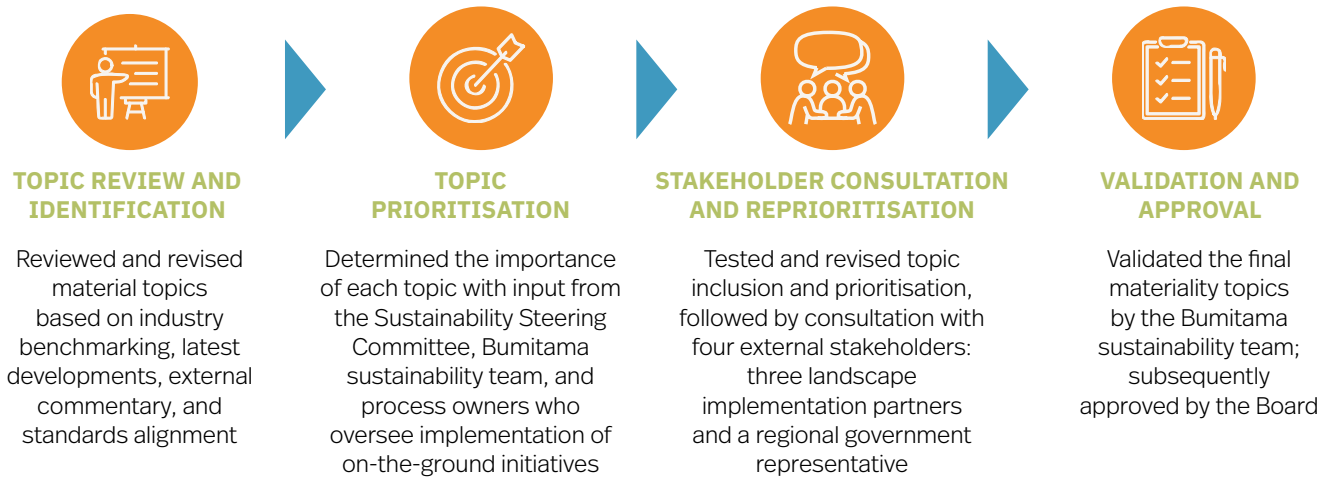 TOPIC REVIEW AND
IDENTIFICATION
Reviewed and revised
material topics
based on industry
benchmarking, latest
developments, external
commentary, and
standards alignment
TOPIC
PRIORITISATION
Determined the importance
of each topic with input from
the Sustainability Steering
Committee, Bumitama
sustainability team, and
process owners who
oversee implementation of
on-the-ground initiatives
STAKEHOLDER CONSULTATION
AND REPRIORITISATION
Tested and revised topic
inclusion and prioritisation,
followed by consultation with
four external stakeholders:
three landscape
implementation partners
and a regional government
representative
VALIDATION AND
APPROVAL
Validated the final
materiality topics
by the Bumitama
sustainability team;
subsequently
approved by the Board